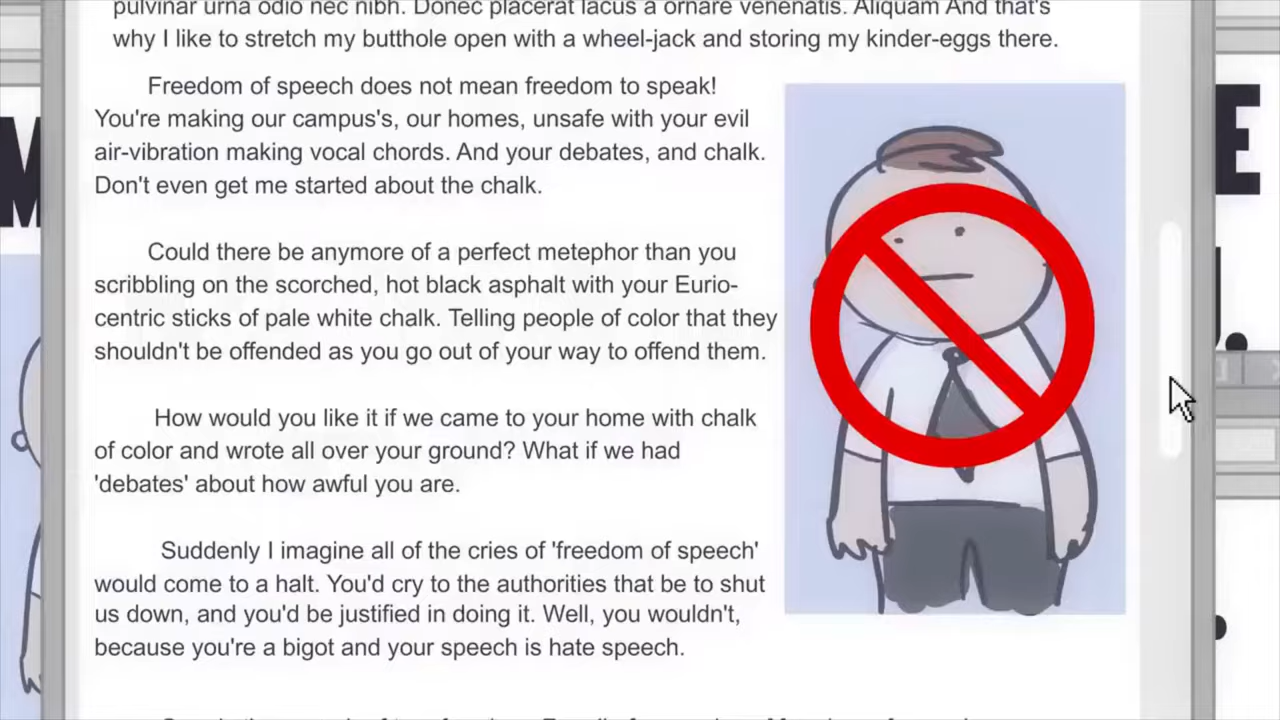 pulvinar urna odio nec nibh. Donec placerat lacus a ornare venenatis. Aliquam And that's
why I like to stretch my butthole open with a wheel-jack and storing my kinder-eggs there.
Freedom of speech does not mean freedom to speak!
You're making our campus's, our homes, unsafe with your evil
air-vibration making vocal chords. And your debates, and chalk.
Don't even get me started about the chalk.
Could there be anymore of a perfect metephor than you
scribbling on the scorched, hot black asphalt with your Eurio-
centric sticks of pale white chalk. Telling people of color that they
shouldn't be offended as you go out of your way to offend them.
How would you like it if we came to your home with chalk
of color and wrote all over your ground? What if we had
'debates' about how awful you are.
Suddenly I imagine all of the cries of 'freedom of speech'
would come to a halt. You'd cry to the authorities that be to shut
us down, and you'd be justified in doing it. Well, you wouldn't,
because you're a bigot and your speech is hate speech.